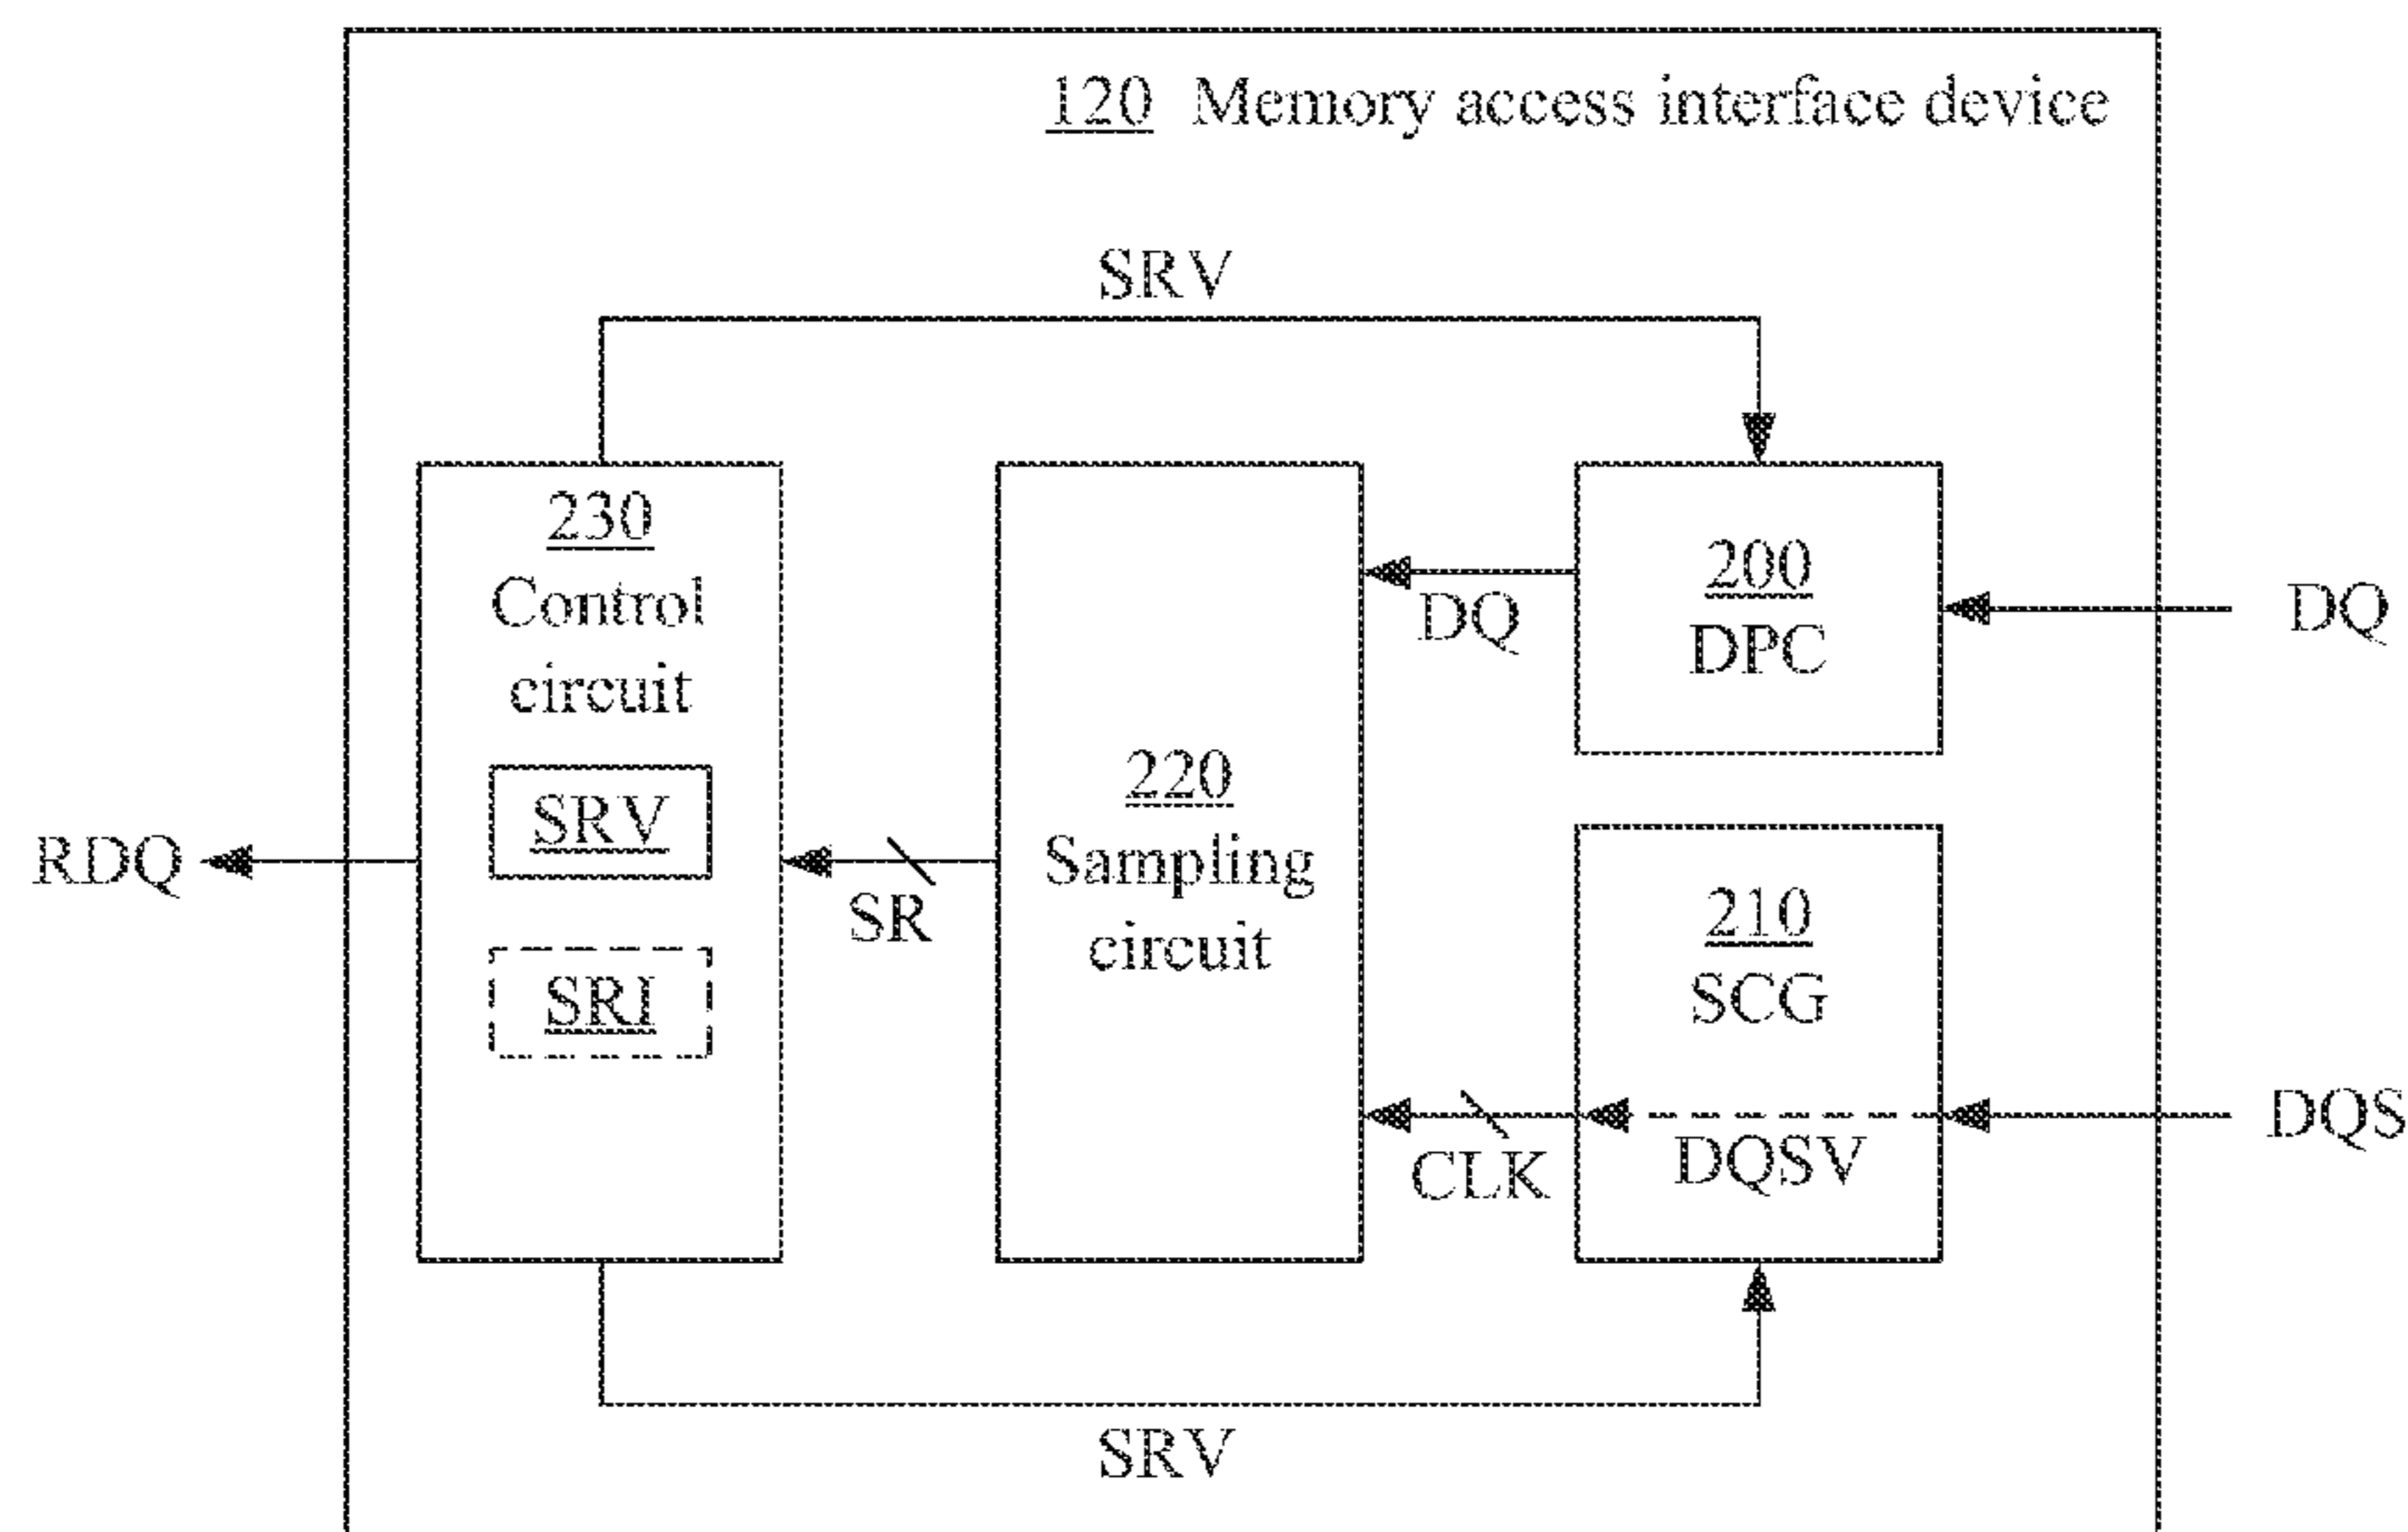 120 Memory access interface device
SRV
230
Control
circuit
SRV
SRI
RDQ
SR
220
Sampling
circuit
DQ
200
DPC
DQ
210
SCG
CLK
DQSV
DQS
SRV